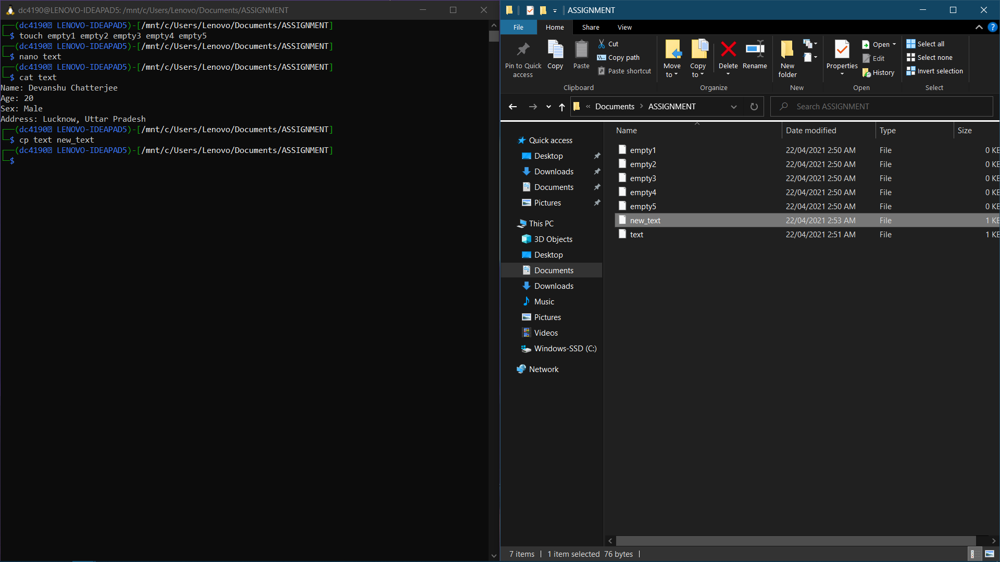 dc4190@LENOVO-IDEAPAD5: /mnt/c/Users/Lenovo/Documents/ASSIGNMENT
(dc4190 LENOVO-IDEAPAD5)-[/mnt/c/Users/Lenovo/Documents/ASSIGNMENT]
$ touch empty1 empty2 empty3 empty4 empty5
(dc4190 LENOVO-IDEAPAD5)-[/mnt/c/Users/Lenovo/Documents/ASSIGNMENT]
$ nano text
(dc4190 LENOVO-IDEAPAD5)-[/mnt/c/Users/Lenovo/Documents/ASSIGNMENT]
$ cat text
Name: Devanshu Chatterjee
Age: 20
Sex: Male
Address: Lucknow, Uttar Pradesh
(dc4190 LENOVO-IDEAPAD5)-[/mnt/c/Users/Lenovo/Documents/ASSIGNMENT]
$ cp text new_text
(dc4190 LENOVO-IDEAPAD5)-[/mnt/c/Users/Lenovo/Documents/ASSIGNMENT]
$
ASSIGNMENT
File Home Share View
Pin to Quick access
Copy
Paste
Cut
Copy path
Paste shortcut
Clipboard
Move to
Copy to
Delete
Rename
Organize
New folder
New
Properties
Open
Edit
History
Open
Select all
Select none
Invert selection
Select
« Documents > ASSIGNMENT
Search ASSIGNMENT
Quick access
Desktop
Downloads
Documents
Pictures
This PC
3D Objects
Desktop
Documents
Downloads
Music
Pictures
Videos
Windows-SSD (C:)
Network
Name Date modified Type Size
empty1 22/04/2021 2:50 AM File 0 KB
empty2 22/04/2021 2:50 AM File 0 KB
empty3 22/04/2021 2:50 AM File 0 KB
empty4 22/04/2021 2:50 AM File 0 KB
empty5 22/04/2021 2:50 AM File 0 KB
new_text 22/04/2021 2:53 AM File 1 KB
text 22/04/2021 2:51 AM File 1 KB
7 items | 1 item selected 76 bytes |